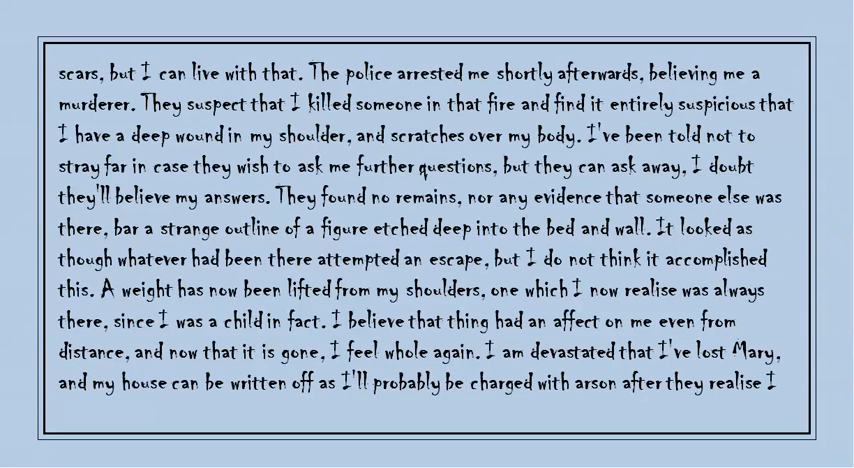 scars, but I can live with that. The police arrested me shortly afterwards, believing me a
murderer. They suspect that I killed someone in that fire and find it entirely suspicious that
I have a deep wound in my shoulder, and scratches over my body. I've been told not to
stray far in case they wish to ask me further questions, but they can ask away, I doubt
they'll believe my answers. They found no remains, nor any evidence that someone else was
there, bar a strange outline of a figure etched deep into the bed and wall. It looked as
though whatever had been there attempted an escape, but I do not think it accomplished
this. A weight has now been lifted from my shoulders, one which I now realise was always
there, since I was a child in fact. I believe that thing had an affect on me even from
distance, and now that it is gone, I feel whole again. I am devastated that I've lost Mary,
and my house can be written off as I'll probably be charged with arson after they realise I